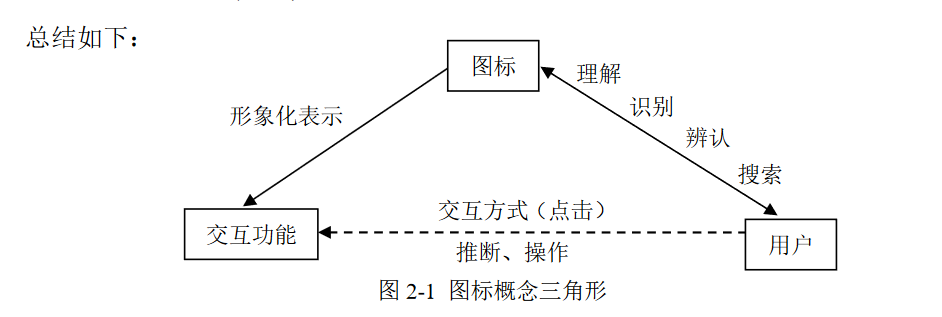 总结如下：
图标
理解
识别
形象化表示
辨认
搜索
交互方式（点击）
交互功能
用户
推断、操作
图 2-1 图标概念三角形